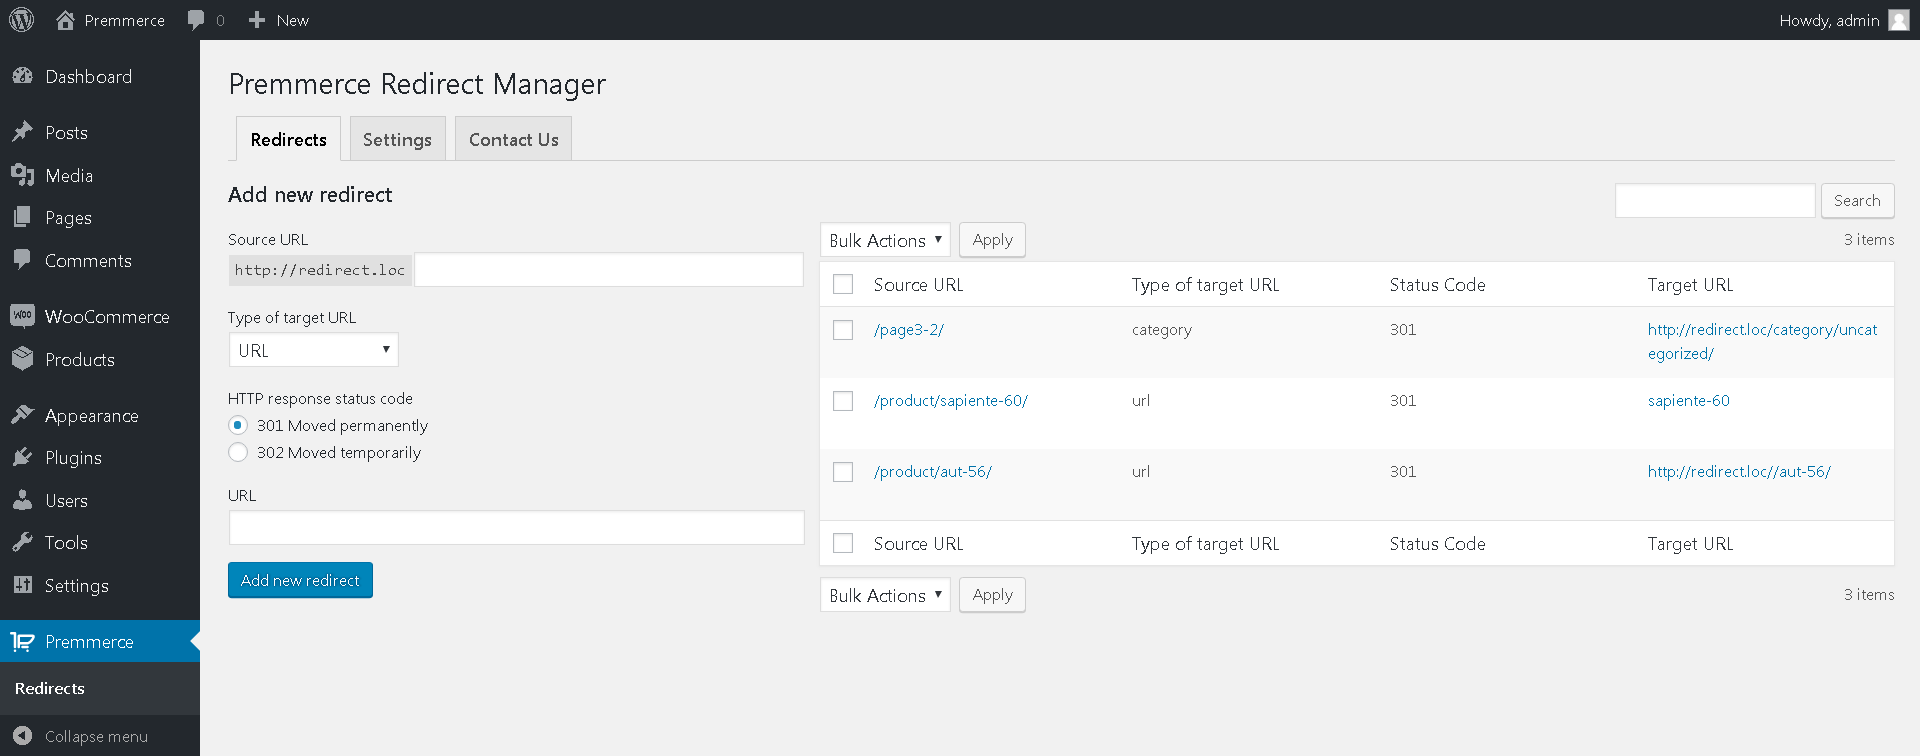 Premmerce
0
New
Howdy, admin
Dashboard
Posts
Media
Pages
Comments
WOO
WooCommerce
Products
Appearance
Plugins
Users
Tools
Settings
Premmerce
Redirects
Collapse menu
Premmerce Redirect Manager
Redirects
Settings
Contact Us
Add new redirect
Source URL
http://redirect.loc
Type of target URL
URL
HTTP response status code
301 Moved permanently
302 Moved temporarily
URL
Add new redirect
Search
Bulk Actions
Apply
3 items
Source URL Type of target URL Status Code Target URL
/page3-2/ category 301 http://redirect.loc/category/uncat
egorized/
/product/sapiente-60/ url 301 sapiente-60
/product/aut-56/ url 301 http://redirect.loc//aut-56/
Source URL Type of target URL Status Code Target URL
Bulk Actions
Apply
3 items